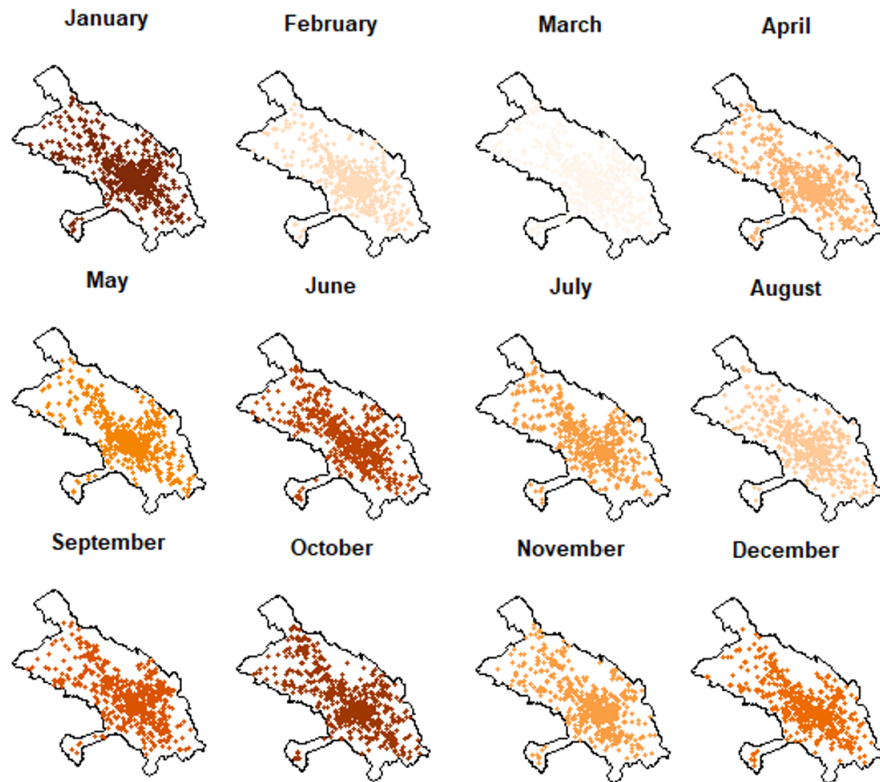 January
February
March
April
May
June
July
August
September
October
November
December